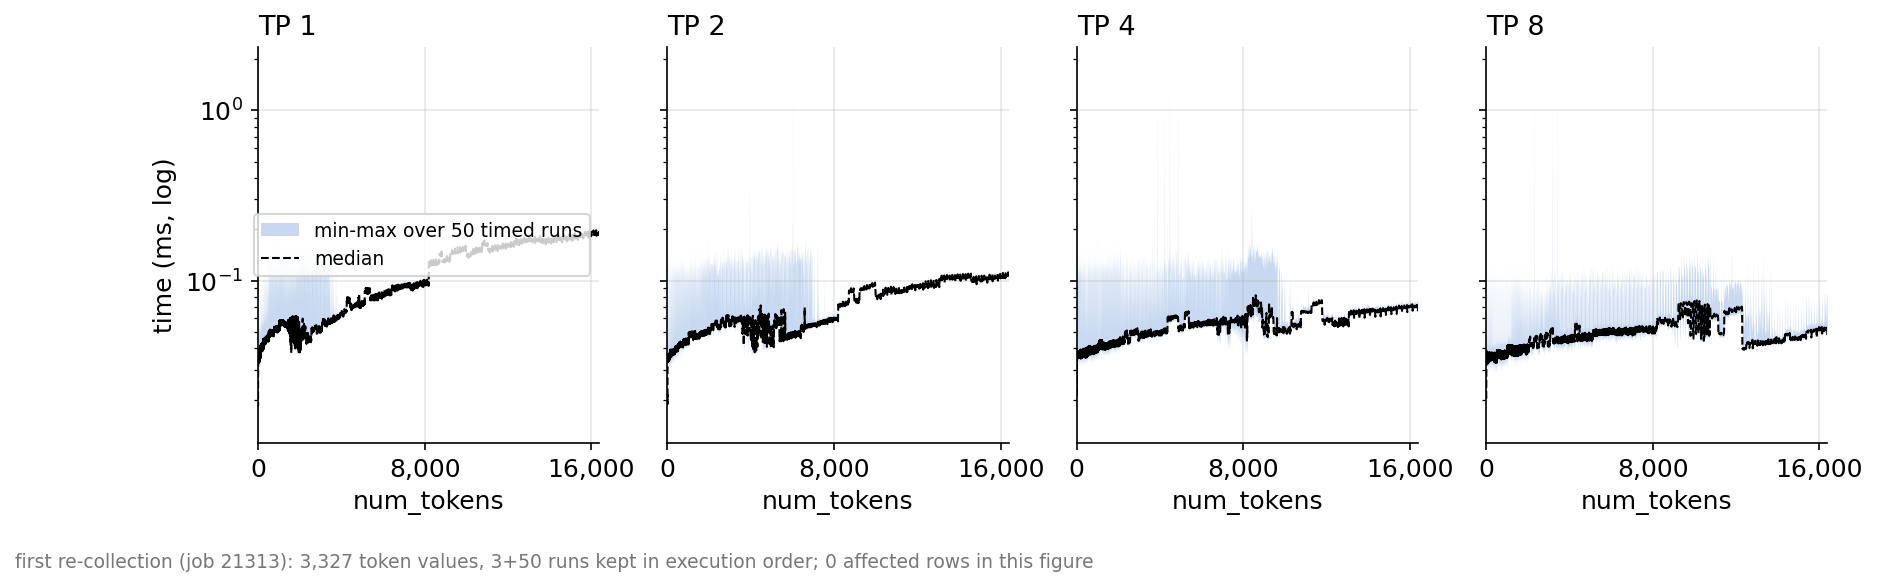 TP 1
TP 2
TP 4
TP 8
time (ms, log)
10⁰
10⁻¹
min-max over 50 timed runs
median
0 8,000 16,000
0 8,000 16,000
0 8,000 16,000
0 8,000 16,000
num_tokens
num_tokens
num_tokens
num_tokens
first re-collection (job 21313): 3,327 token values, 3+50 runs kept in execution order; 0 affected rows in this figure